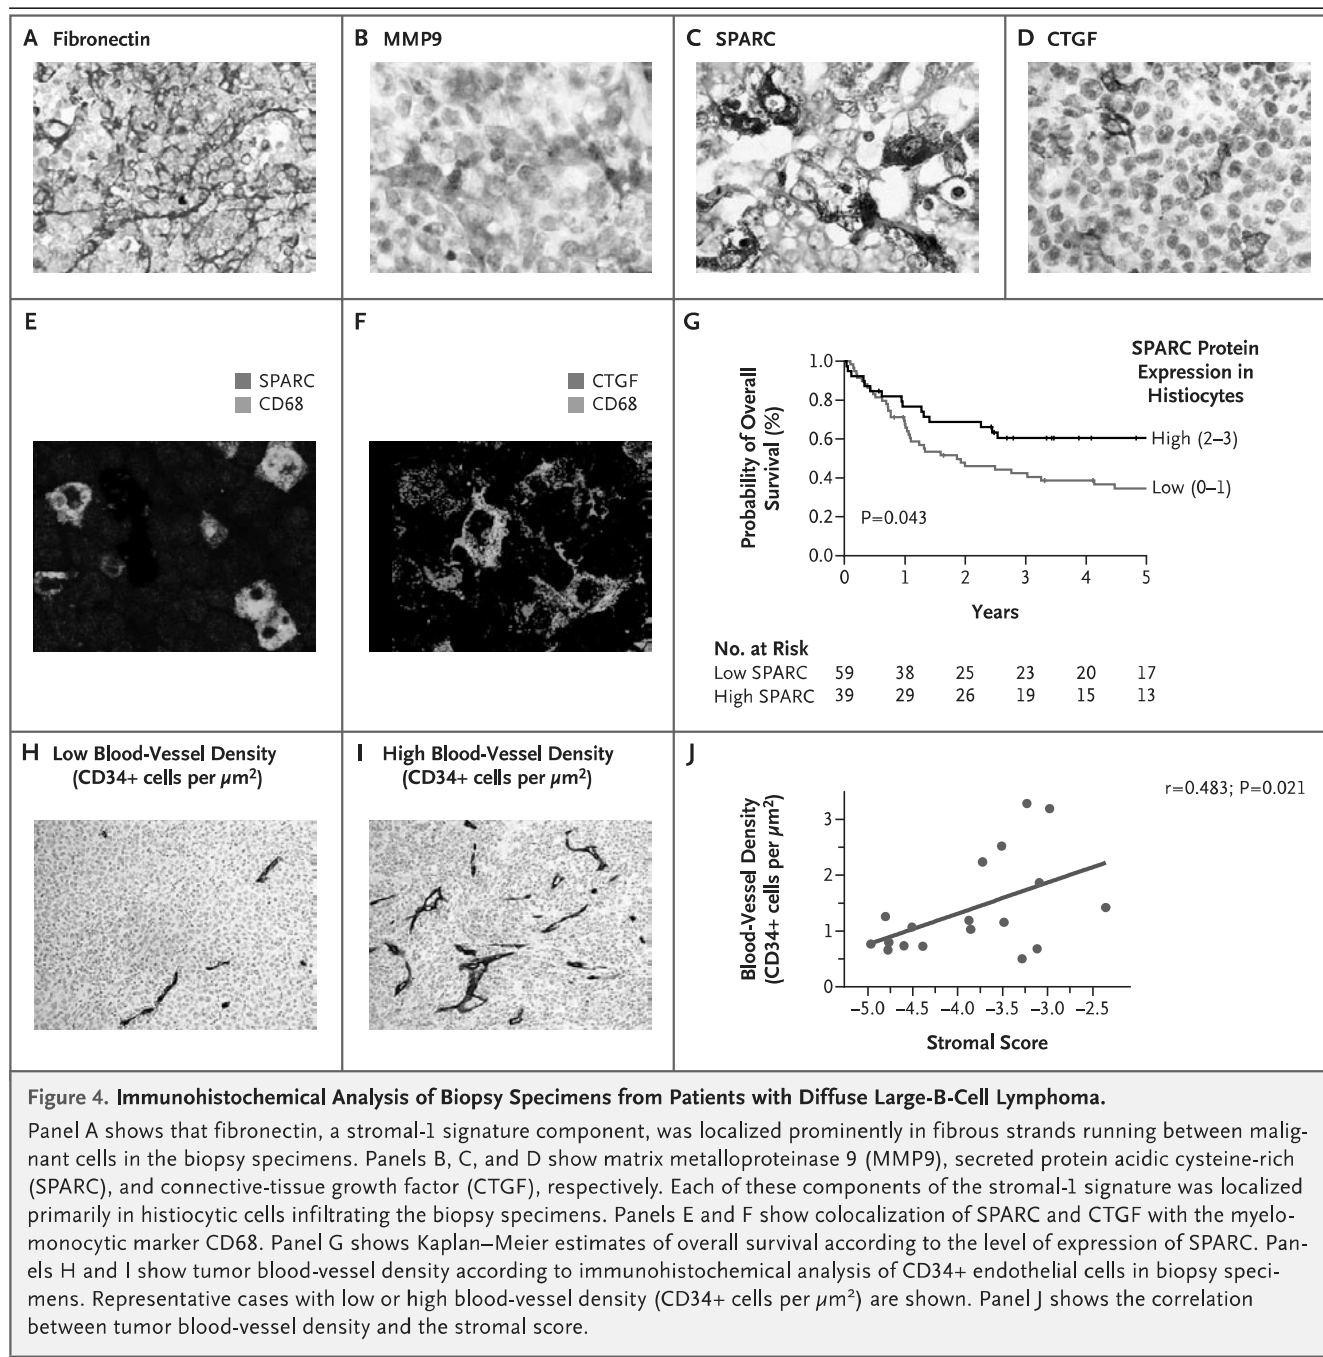 A Fibronectin
B MMP9
C SPARC
D CTGF
E
SPARC
CD68
F
CTGF
CD68
G
SPARC Protein
Expression in
Histiocytes
Probability of Overall
Survival (%)
1.0
0.8
0.6
0.4
0.2
0.0
High (2–3)
Low (0–1)
P=0.043
0 1 2 3 4 5
Years
No. at Risk
Low SPARC 59 38 25 23 20 17
High SPARC 39 29 26 19 15 13
H Low Blood-Vessel Density
(CD34+ cells per µm²)
I High Blood-Vessel Density
(CD34+ cells per µm²)
J
r=0.483; P=0.021
Blood-Vessel Density
(CD34+ cells per µm²)
3
2
1
0
−5.0 −4.5 −4.0 −3.5 −3.0 −2.5
Stromal Score
Figure 4. Immunohistochemical Analysis of Biopsy Specimens from Patients with Diffuse Large-B-Cell Lymphoma.
Panel A shows that fibronectin, a stromal-1 signature component, was localized prominently in fibrous strands running between malig-
nant cells in the biopsy specimens. Panels B, C, and D show matrix metalloproteinase 9 (MMP9), secreted protein acidic cysteine-rich
(SPARC), and connective-tissue growth factor (CTGF), respectively. Each of these components of the stromal-1 signature was localized
primarily in histiocytic cells infiltrating the biopsy specimens. Panels E and F show colocalization of SPARC and CTGF with the myelo-
monocytic marker CD68. Panel G shows Kaplan–Meier estimates of overall survival according to the level of expression of SPARC. Pan-
els H and I show tumor blood-vessel density according to immunohistochemical analysis of CD34+ endothelial cells in biopsy speci-
mens. Representative cases with low or high blood-vessel density (CD34+ cells per µm²) are shown. Panel J shows the correlation
between tumor blood-vessel density and the stromal score.